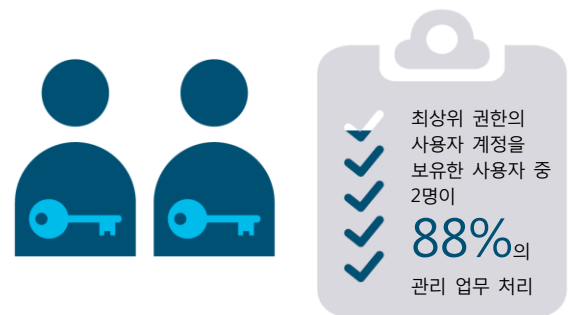 최상위 권한의
사용자 계정을
보유한 사용자 중
2명이
88%의
관리 업무 처리